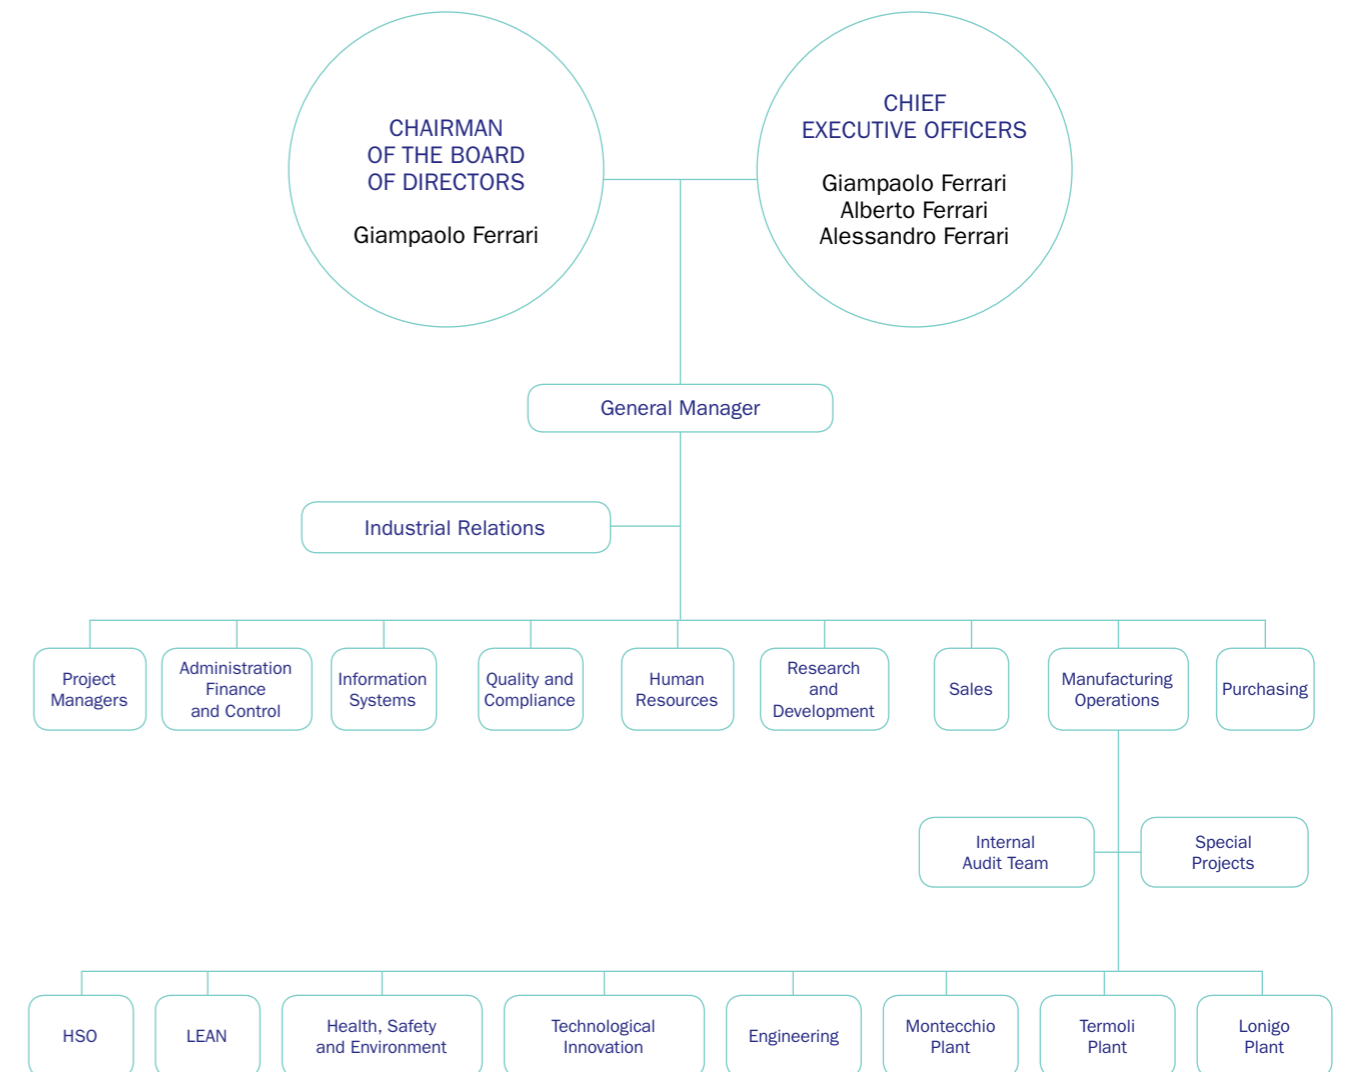 CHAIRMAN
OF THE BOARD
OF DIRECTORS
Giampaolo Ferrari
CHIEF
EXECUTIVE OFFICERS
Giampaolo Ferrari
Alberto Ferrari
Alessandro Ferrari
General Manager
Industrial Relations
Project
Managers
Administration
Finance
and Control
Information
Systems
Quality and
Compliance
Human
Resources
Research
and
Development
Sales
Manufacturing
Operations
Purchasing
Internal
Audit Team
Special
Projects
HSO
LEAN
Health, Safety
and Environment
Technological
Innovation
Engineering
Montecchio
Plant
Termoli
Plant
Lonigo
Plant